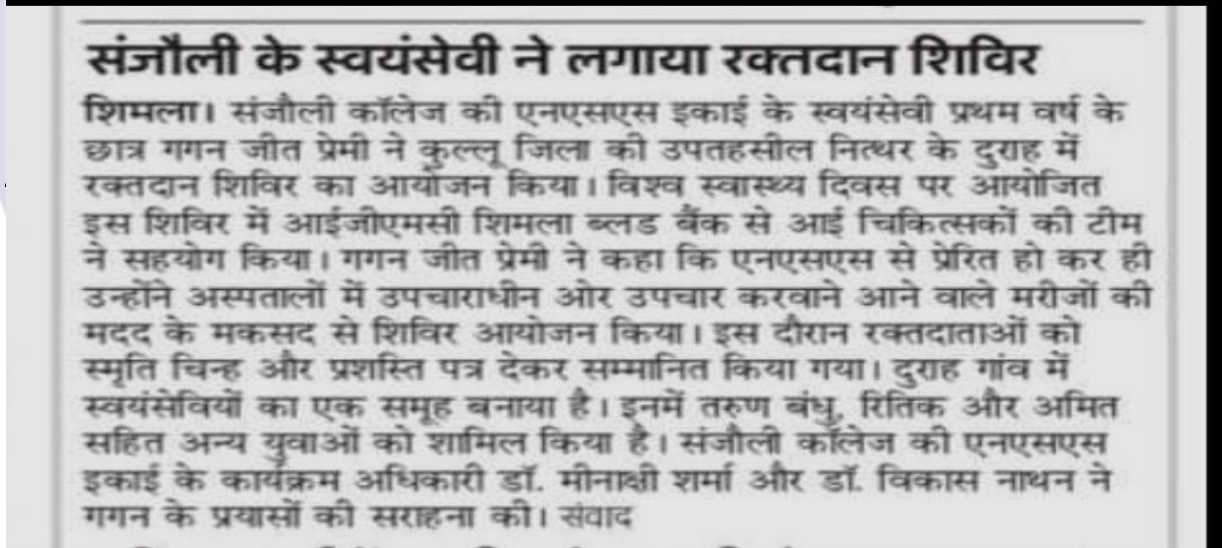 संजौली के स्वयंसेवी ने लगाया रक्तदान शिविर
शिमला। संजौली कॉलेज की एनएसएस इकाई के स्वयंसेवी प्रथम वर्ष के
छात्र गगन जीत प्रेमी ने कुल्लू जिला की उपतहसील नित्थर के दुराह में
रक्तदान शिविर का आयोजन किया। विश्व स्वास्थ्य दिवस पर आयोजित
इस शिविर में आईजीएमसी शिमला ब्लड बैंक से आई चिकित्सकों की टीम
ने सहयोग किया। गगन जीत प्रेमी ने कहा कि एनएसएस से प्रेरित हो कर ही
उन्होंने अस्पतालों में उपचाराधीन ओर उपचार करवाने आने वाले मरीजों की
मदद के मकसद से शिविर आयोजन किया। इस दौरान रक्तदाताओं को
स्मृति चिन्ह और प्रशस्ति पत्र देकर सम्मानित किया गया। दुराह गांव में
स्वयंसेवियों का एक समूह बनाया है। इनमें तरुण बंधु, रितिक और अमित
सहित अन्य युवाओं को शामिल किया है। संजौली कॉलेज की एनएसएस
इकाई के कार्यक्रम अधिकारी डॉ. मीनाक्षी शर्मा और डॉ. विकास नाथन ने
गगन के प्रयासों की सराहना की। संवाद